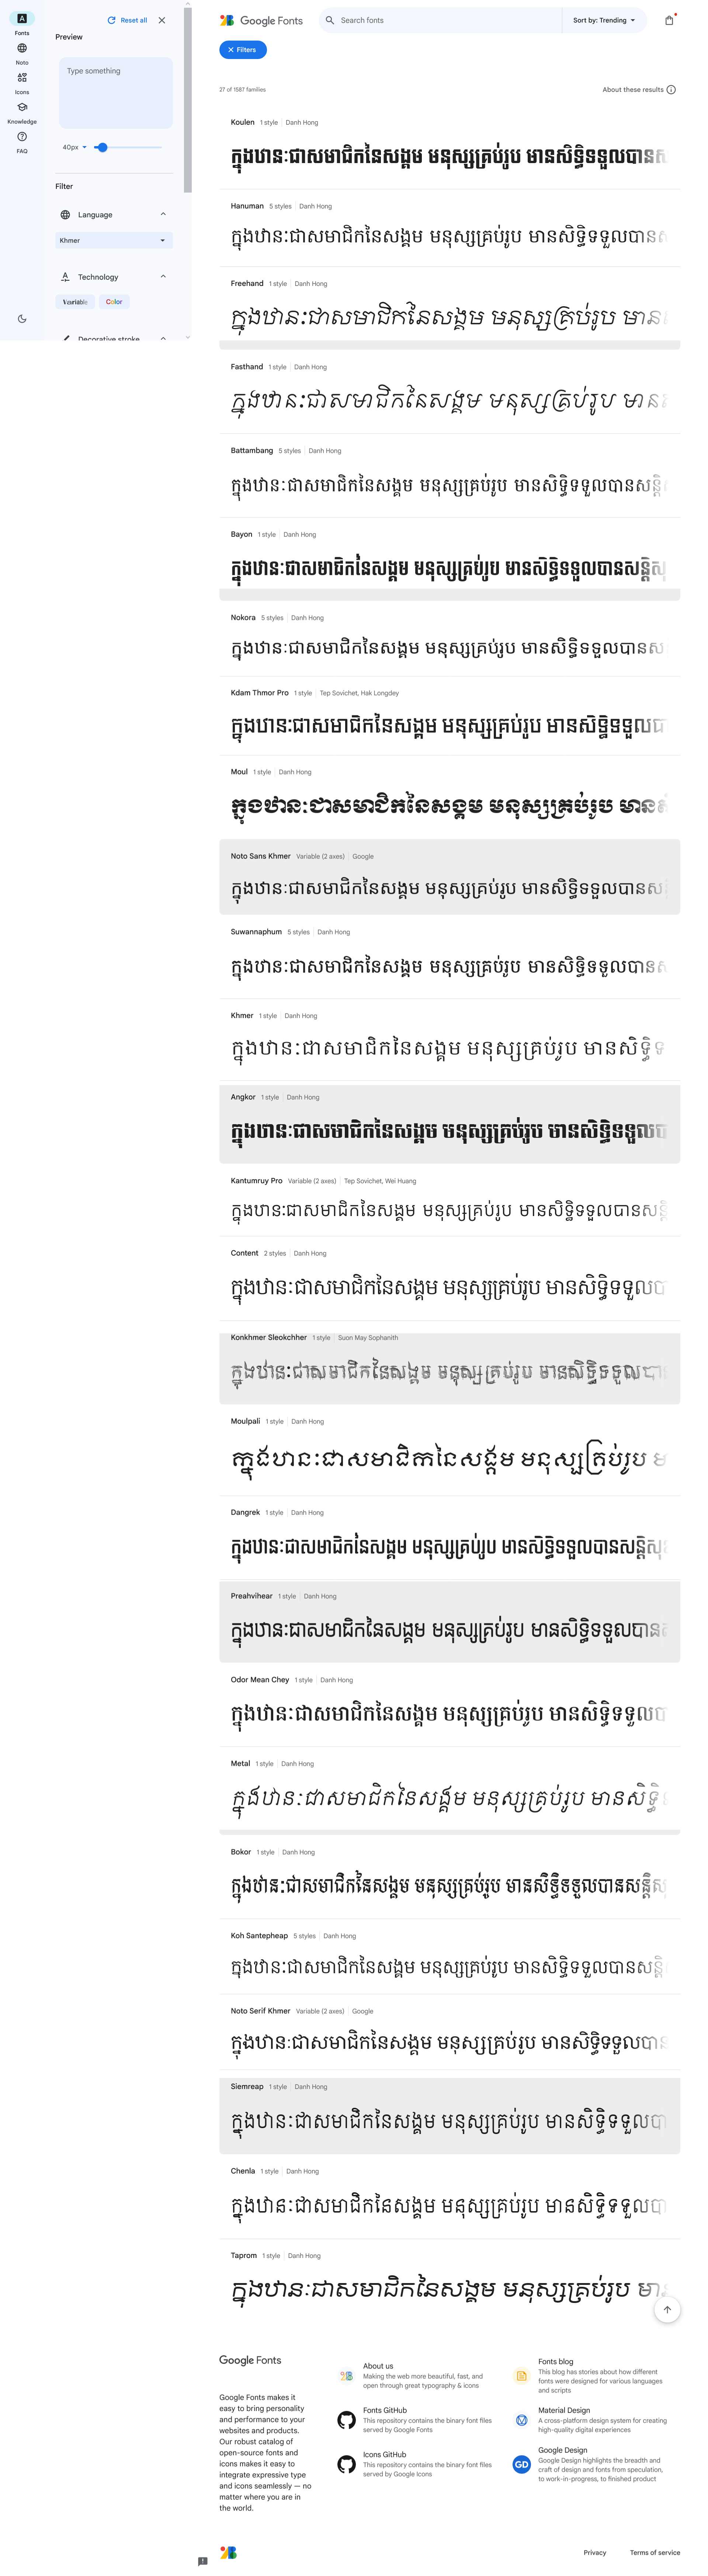 Fonts
Noto
Icons
Knowledge
FAQ
Reset all
Preview
Type something
40px
Filter
Language
Khmer
Technology
Variable Color
Decorative stroke
Google Fonts
Search fonts
Sort by: Trending
Filters
27 of 1587 families
About these results
Koulen 1 style Danh Hong
ក្នុងឋានៈជាសមាជិកនៃសង្គម មនុស្សគ្រប់រូប មានសិទ្ធិទទួលបាន
Hanuman 5 styles Danh Hong
ក្នុងឋានៈជាសមាជិកនៃសង្គម មនុស្សគ្រប់រូប មានសិទ្ធិទទួលបាន
Freehand 1 style Danh Hong
ក្នុងឋានៈជាសមាជិកនៃសង្គម មនុស្សគ្រប់រូប មាន
Fasthand 1 style Danh Hong
ក្នុងឋានៈជាសមាជិកនៃសង្គម មនុស្សគ្រប់រូប មាន
Battambang 5 styles Danh Hong
ក្នុងឋានៈជាសមាជិកនៃសង្គម មនុស្សគ្រប់រូប មានសិទ្ធិទទួលបានសន្តិ
Bayon 1 style Danh Hong
ក្នុងឋានៈជាសមាជិកនៃសង្គម មនុស្សគ្រប់រូប មានសិទ្ធិទទួលបានសន្តិសុ
Nokora 5 styles Danh Hong
ក្នុងឋានៈជាសមាជិកនៃសង្គម មនុស្សគ្រប់រូប មានសិទ្ធិទទួលបាន
Kdam Thmor Pro 1 style Tep Sovichet, Hak Longdey
ក្នុងឋានៈជាសមាជិកនៃសង្គម មនុស្សគ្រប់រូប មានសិទ្ធិទទួល
Moul 1 style Danh Hong
ក្នុងឋានៈជាសមាជិកនៃសង្គម មនុស្សគ្រប់រូប មាន
Noto Sans Khmer Variable (2 axes) Google
ក្នុងឋានៈជាសមាជិកនៃសង្គម មនុស្សគ្រប់រូប មានសិទ្ធិទទួលបាន
Suwannaphum 5 styles Danh Hong
ក្នុងឋានៈជាសមាជិកនៃសង្គម មនុស្សគ្រប់រូប មានសិទ្ធិទទួលបាន
Khmer 1 style Danh Hong
ក្នុងឋានៈជាសមាជិកនៃសង្គម មនុស្សគ្រប់រូប មានសិទ្ធិទ
Angkor 1 style Danh Hong
ក្នុងឋានៈជាសមាជិកនៃសង្គម មនុស្សគ្រប់រូប មានសិទ្ធិទទួល
Kantumruy Pro Variable (2 axes) Tep Sovichet, Wei Huang
ក្នុងឋានៈជាសមាជិកនៃសង្គម មនុស្សគ្រប់រូប មានសិទ្ធិទទួលបានសន្តិ
Content 2 styles Danh Hong
ក្នុងឋានៈជាសមាជិកនៃសង្គម មនុស្សគ្រប់រូប មានសិទ្ធិទទួល
Konkhmer Sleokchher 1 style Suon May Sophanith
ក្នុងឋានៈជាសមាជិកនៃសង្គម មនុស្សគ្រប់រូប មានសិទ្ធិទទួលបាន
Moulpali 1 style Danh Hong
ក្នុងឋានៈជាសមាជិកនៃសង្គម មនុស្សគ្រប់រូប
Dangrek 1 style Danh Hong
ក្នុងឋានៈជាសមាជិកនៃសង្គម មនុស្សគ្រប់រូប មានសិទ្ធិទទួលបានសន្តិសុ
Preahvihear 1 style Danh Hong
ក្នុងឋានៈជាសមាជិកនៃសង្គម មនុស្សគ្រប់រូប មានសិទ្ធិទទួលបាន
Odor Mean Chey 1 style Danh Hong
ក្នុងឋានៈជាសមាជិកនៃសង្គម មនុស្សគ្រប់រូប មានសិទ្ធិទទួល
Metal 1 style Danh Hong
ក្នុងឋានៈជាសមាជិកនៃសង្គម មនុស្សគ្រប់រូប មានសិទ្ធិ
Bokor 1 style Danh Hong
ក្នុងឋានៈជាសមាជិកនៃសង្គម មនុស្សគ្រប់រូប មានសិទ្ធិទទួលបានសន្តិសុ
Koh Santepheap 5 styles Danh Hong
ក្នុងឋានៈជាសមាជិកនៃសង្គម មនុស្សគ្រប់រូប មានសិទ្ធិទទួលបានសន្តិ
Noto Serif Khmer Variable (2 axes) Google
ក្នុងឋានៈជាសមាជិកនៃសង្គម មនុស្សគ្រប់រូប មានសិទ្ធិទទួលបាន
Siemreap 1 style Danh Hong
ក្នុងឋានៈជាសមាជិកនៃសង្គម មនុស្សគ្រប់រូប មានសិទ្ធិទទួល
Chenla 1 style Danh Hong
ក្នុងឋានៈជាសមាជិកនៃសង្គម មនុស្សគ្រប់រូប មានសិទ្ធិទទួល
Taprom 1 style Danh Hong
ក្នុងឋានៈជាសមាជិកនៃសង្គម មនុស្សគ្រប់រូប មាន
Google Fonts
Google Fonts makes it
easy to bring personality
and performance to your
websites and products.
Our robust catalog of
open-source fonts and
icons makes it easy to
integrate expressive type
and icons seamlessly — no
matter where you are in
the world.
About us
Making the web more beautiful, fast, and
open through great typography & icons
Fonts GitHub
This repository contains the binary font files
served by Google Fonts
Icons GitHub
This repository contains the binary font files
served by Google Icons
Fonts blog
This blog has stories about how different
fonts were designed for various languages
and scripts
Material Design
A cross-platform design system for creating
high-quality digital experiences
GD
Google Design
Google Design highlights the breadth and
craft of design and fonts from speculation,
to work-in-progress, to finished product
Privacy
Terms of service